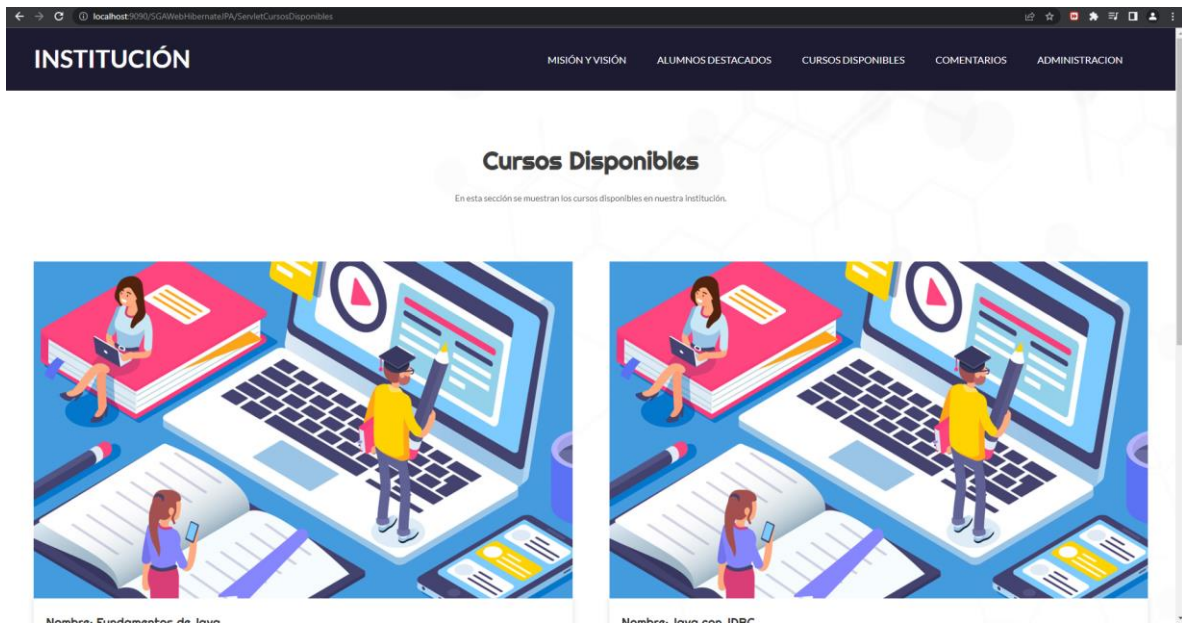 localhost:9090/SGAWebHibernateJPA/ServletCursosDisponibles
INSTITUCIÓN
MISIÓN Y VISIÓN ALUMNOS DESTACADOS CURSOS DISPONIBLES COMENTARIOS ADMINISTRACION
Cursos Disponibles
En esta sección se muestran los cursos disponibles en nuestra institución.
Nombre: Fundamentos de Java Nombre: Java con JDBC